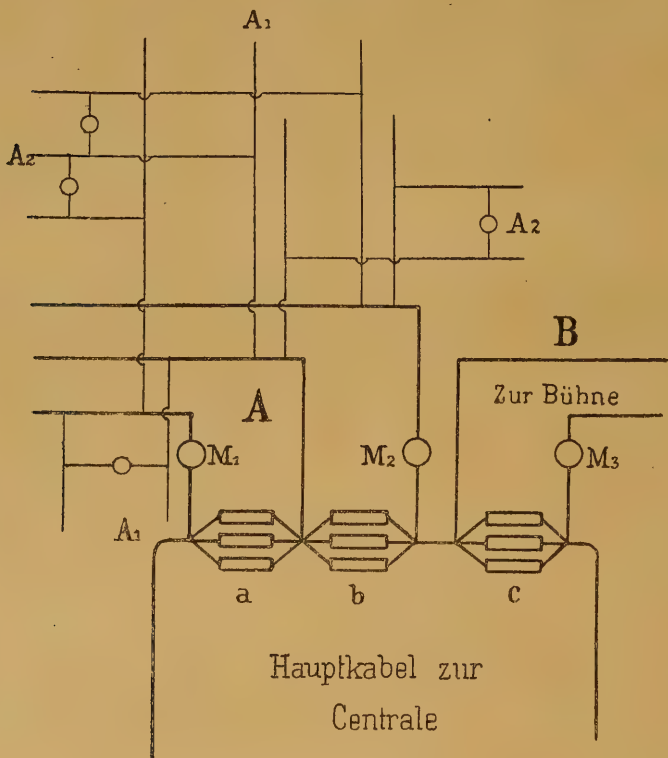 A₁
A₂
A₂
B
A
Zur Bühne
M₁
M₂
M₃
A₁
a
b
c
Hauptkabel zur
Centrale